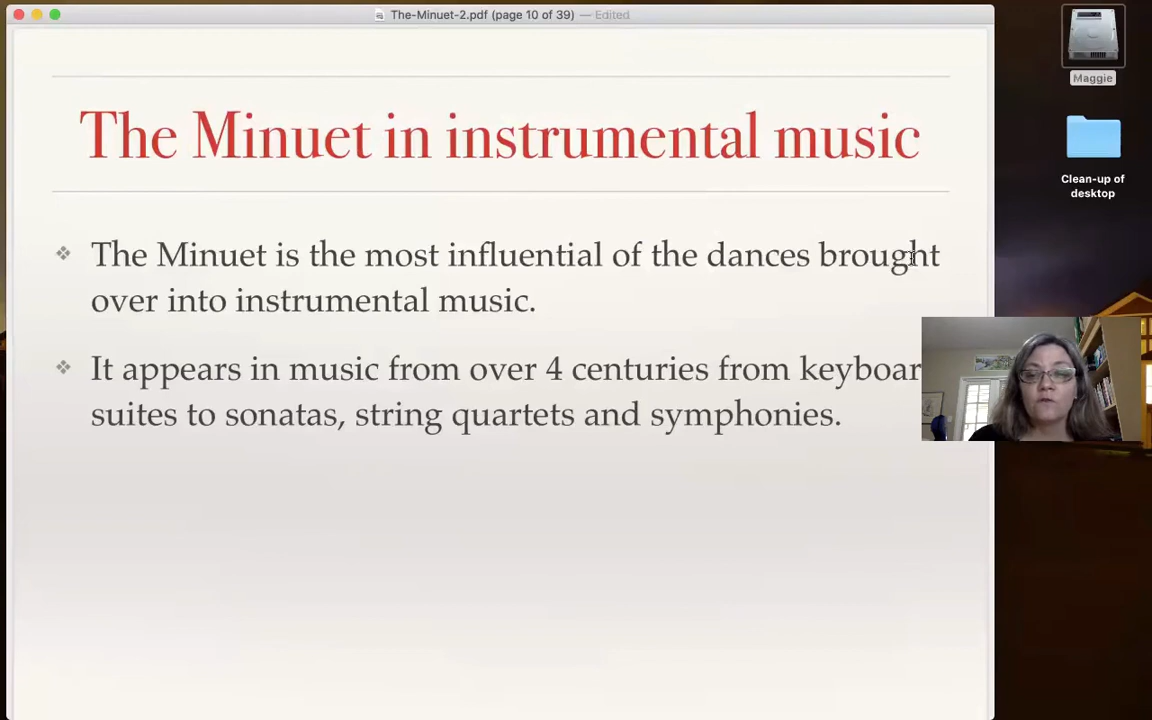 The-Minuet-2.pdf (page 10 of 39) — Edited
The Minuet in instrumental music
The Minuet is the most influential of the dances brought
over into instrumental music.
It appears in music from over 4 centuries from keyboar
suites to sonatas, string quartets and symphonies.
Maggie
Clean-up of
desktop